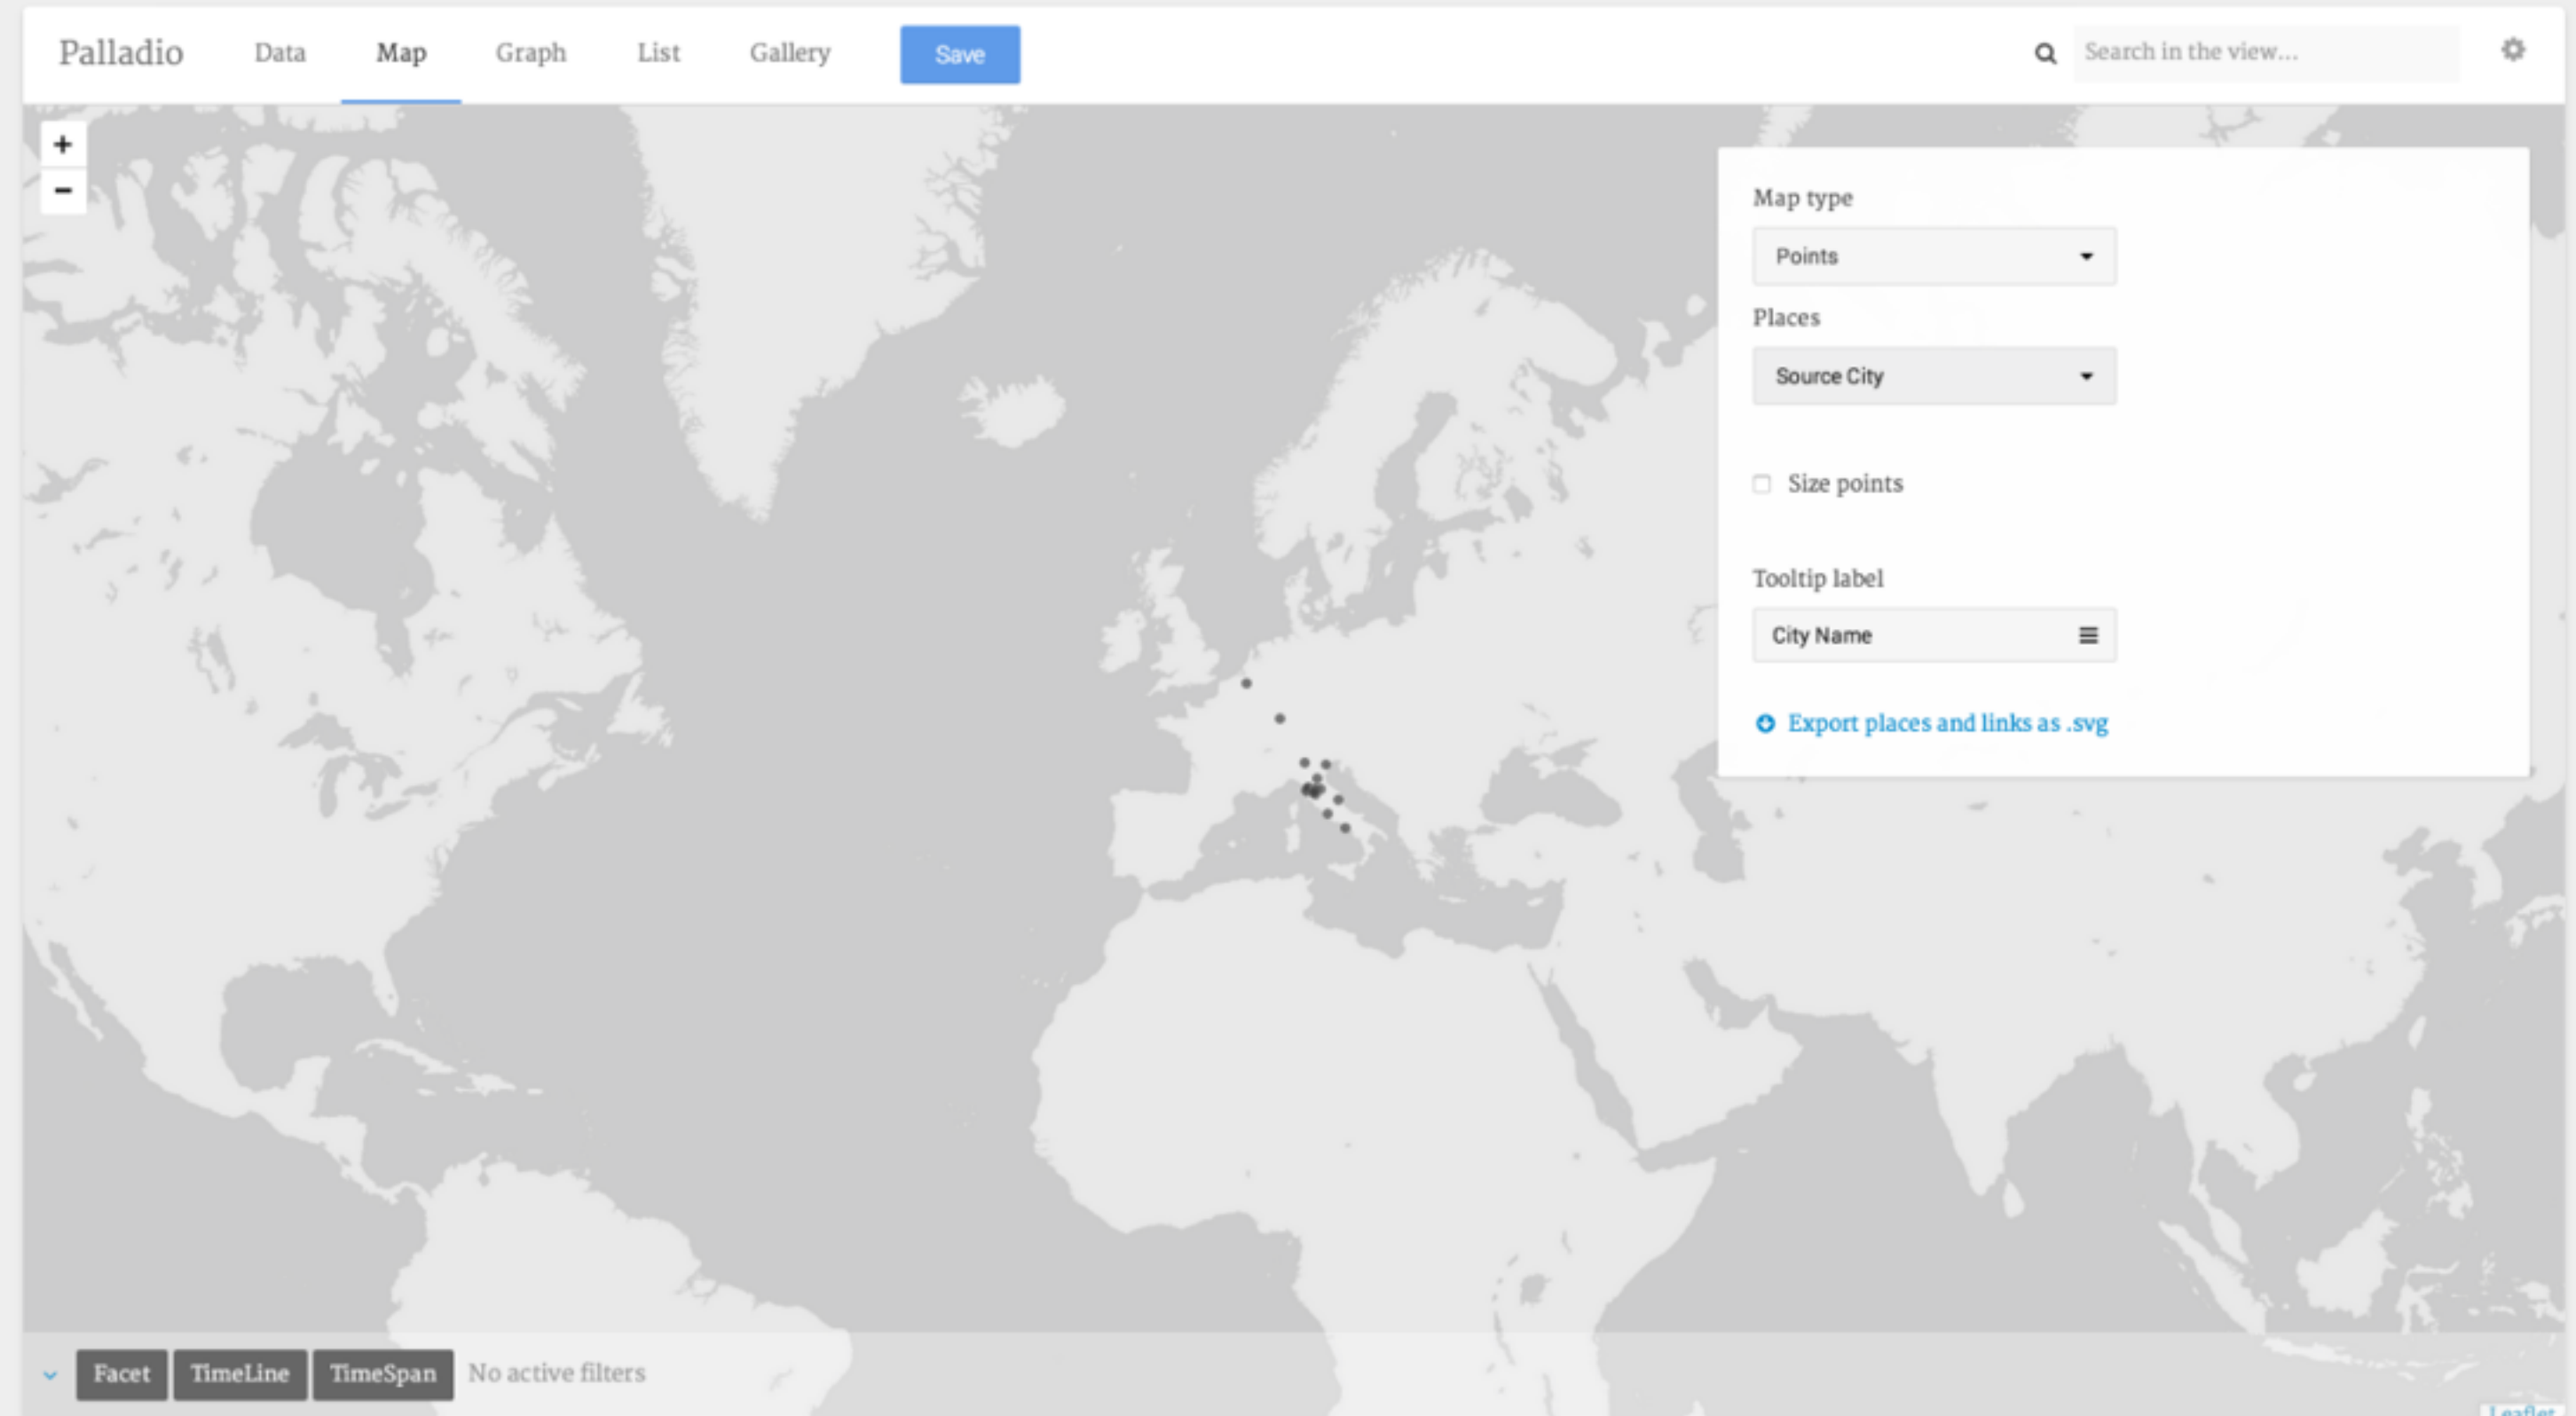 Palladio Data Map Graph List Gallery Save Search in the view...
+
−
Map type
Points
Places
Source City
Size points
Tooltip label
City Name
Export places and links as .svg
Facet TimeLine TimeSpan No active filters
Leaflet